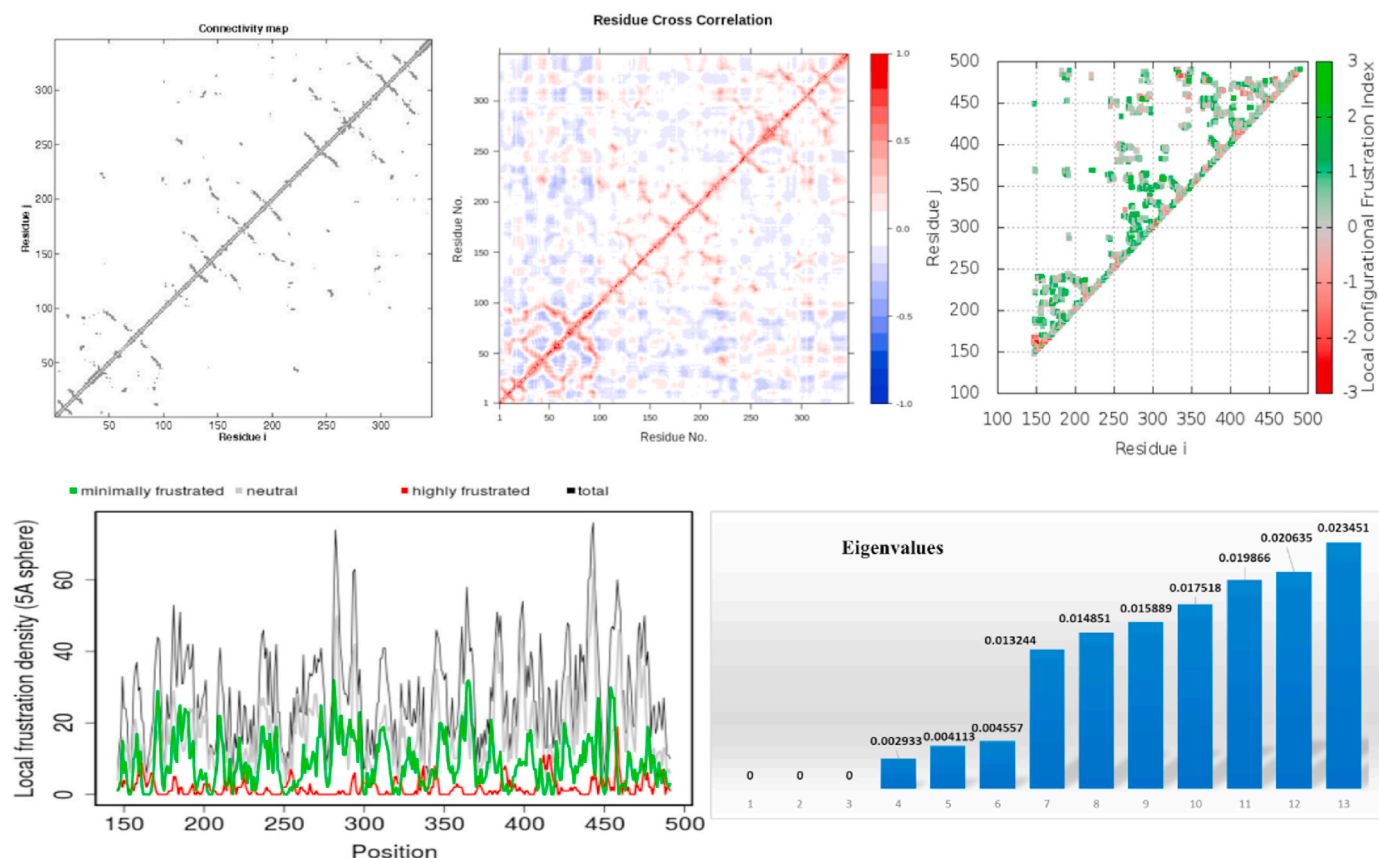 Connectivity map
Residue j
300
250
200
150
100
50
50 100 150 200 250 300
Residue i
Residue Cross Correlation
Residue No.
300
250
200
150
100
50
1
1 50 100 150 200 250 300
Residue No.
1.0
0.5
0.0
-0.5
-1.0
Residue j
500
450
400
350
300
250
200
150
100
100 150 200 250 300 350 400 450 500
Residue i
3
2
1
0
-1
-2
-3
Local configurational Frustration Index
minimally frustrated neutral highly frustrated total
Local frustration density (5A sphere)
60
40
20
0
150 200 250 300 350 400 450 500
Position
Eigenvalues
0 0 0 0.002933 0.004113 0.004557 0.013244 0.014851 0.015889 0.017518 0.019866 0.020635 0.023451
1 2 3 4 5 6 7 8 9 10 11 12 13